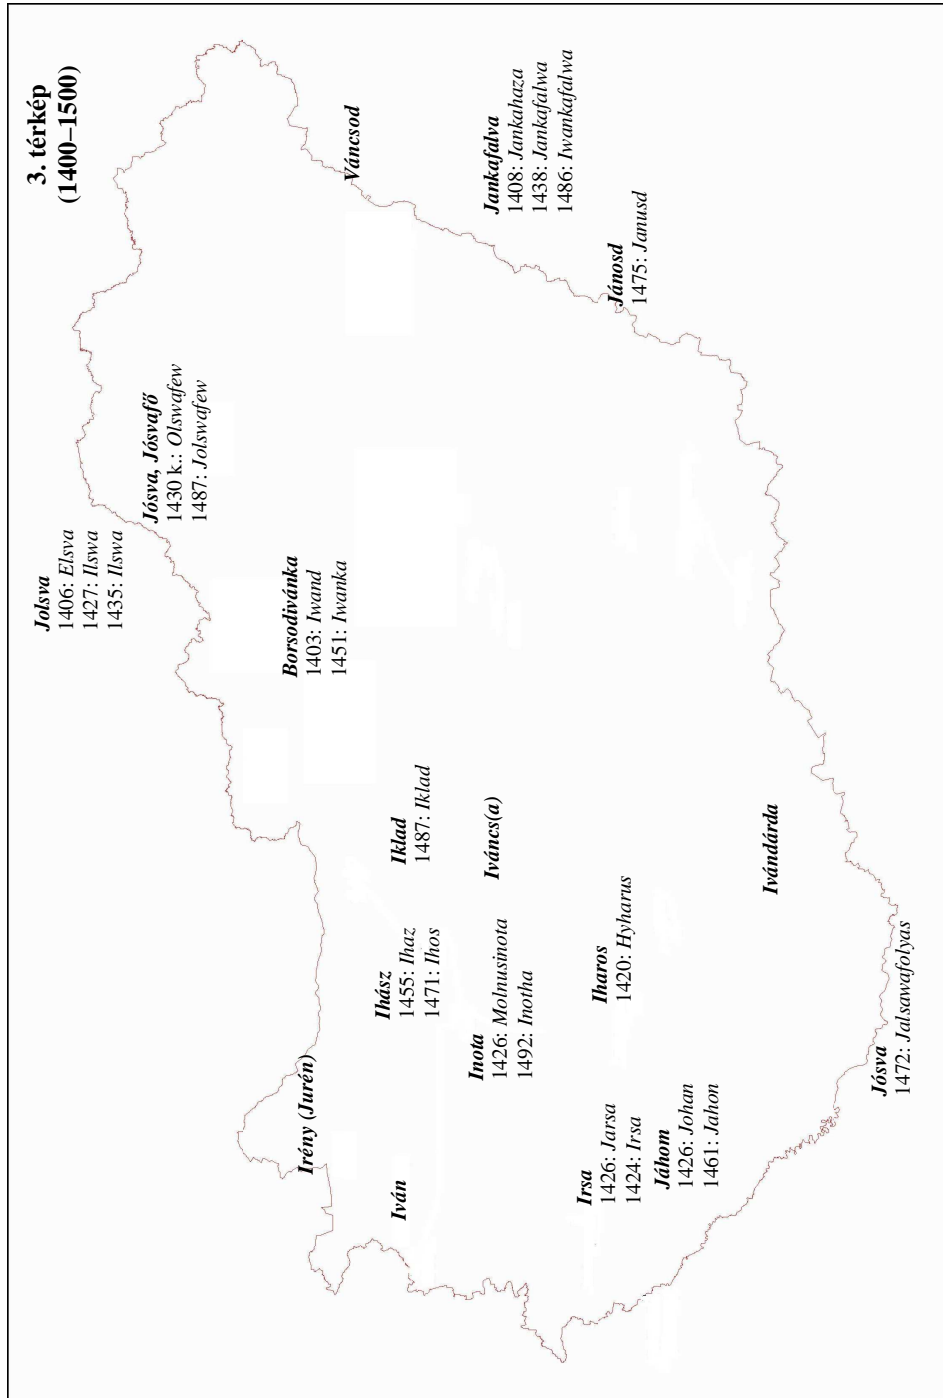 3. térkép
(1400–1500)
Jolsva
1406: Elsva
1427: Ilswa
1435: Ilswa
Jósva, Jósvafő
1430 k.: Olswafew
1487: Jolswafew
Váncsod
Borsodivánka
1403: Iwand
1451: Iwanka
Irény (Jurén)
Iván
Ihász
1455: Ihaz
1471: Ihos
Iklad
1487: Iklad
Jankafalva
1408: Jankahaza
1438: Jankafalwa
1486: Iwankafalwa
Inota
1426: Molnusinota
1492: Inotha
Iváncs(a)
Jánosd
1475: Janusd
Irsa
1426: Jarsa
1424: Irsa
Iharos
1420: Hyharus
Jáhom
1426: Johan
1461: Jahon
Ivándárda
Jósva
1472: Jalsawafolyas